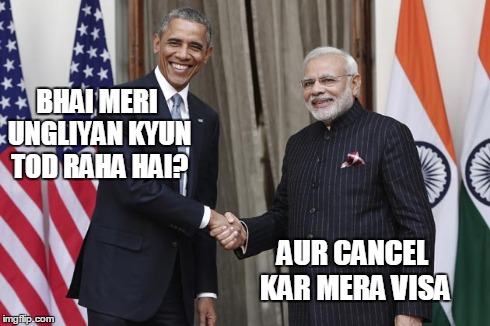 BHAI MERI
UNGLIYAN KYUN
TOD RAHA HAI?
AUR CANCEL
KAR MERA VISA
imgflip.com